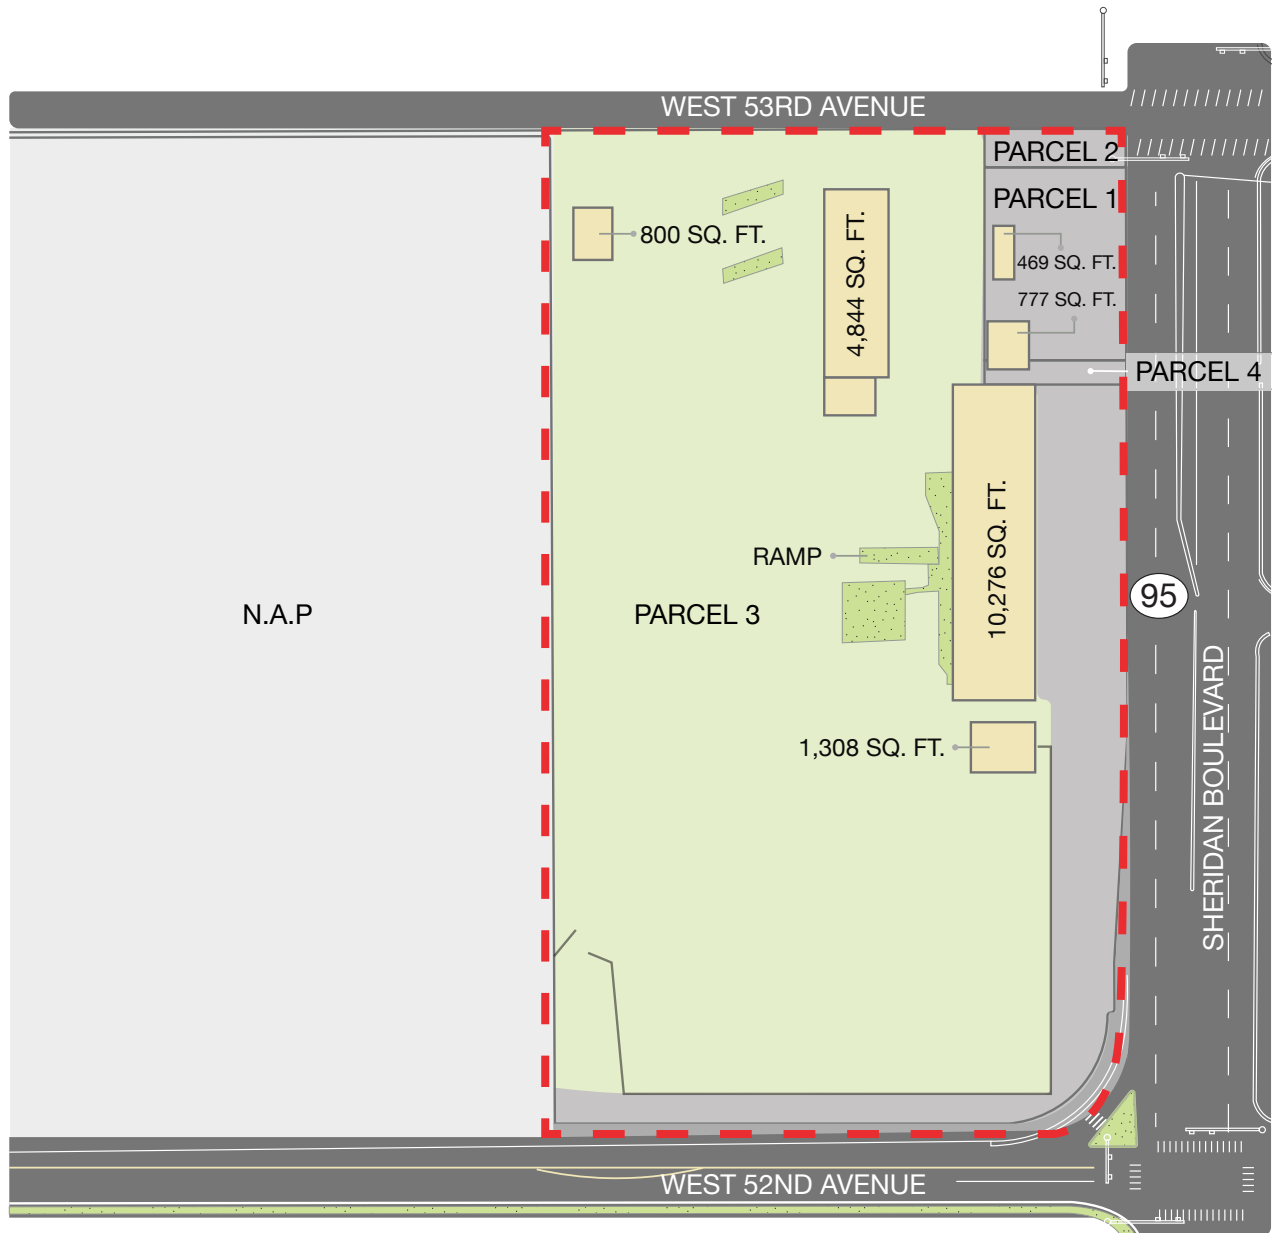 WEST 53RD AVENUE
PARCEL 2
PARCEL 1
800 SQ. FT.
4,844 SQ. FT.
469 SQ. FT.
777 SQ. FT.
PARCEL 4
10,276 SQ. FT.
RAMP
95
N.A.P
PARCEL 3
1,308 SQ. FT.
SHERIDAN BOULEVARD
WEST 52ND AVENUE